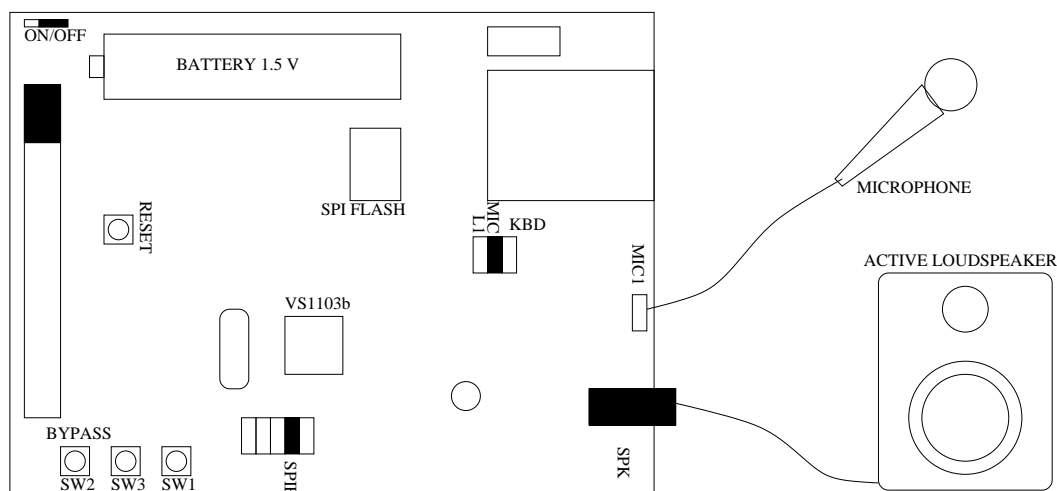 ON/OFF
BATTERY 1.5 V
SPI FLASH
RESET
MIC
L1
KBD
MICROPHONE
MIC1
ACTIVE LOUDSPEAKER
VS1103b
BYPASS
SW2
SW3
SW1
SPK